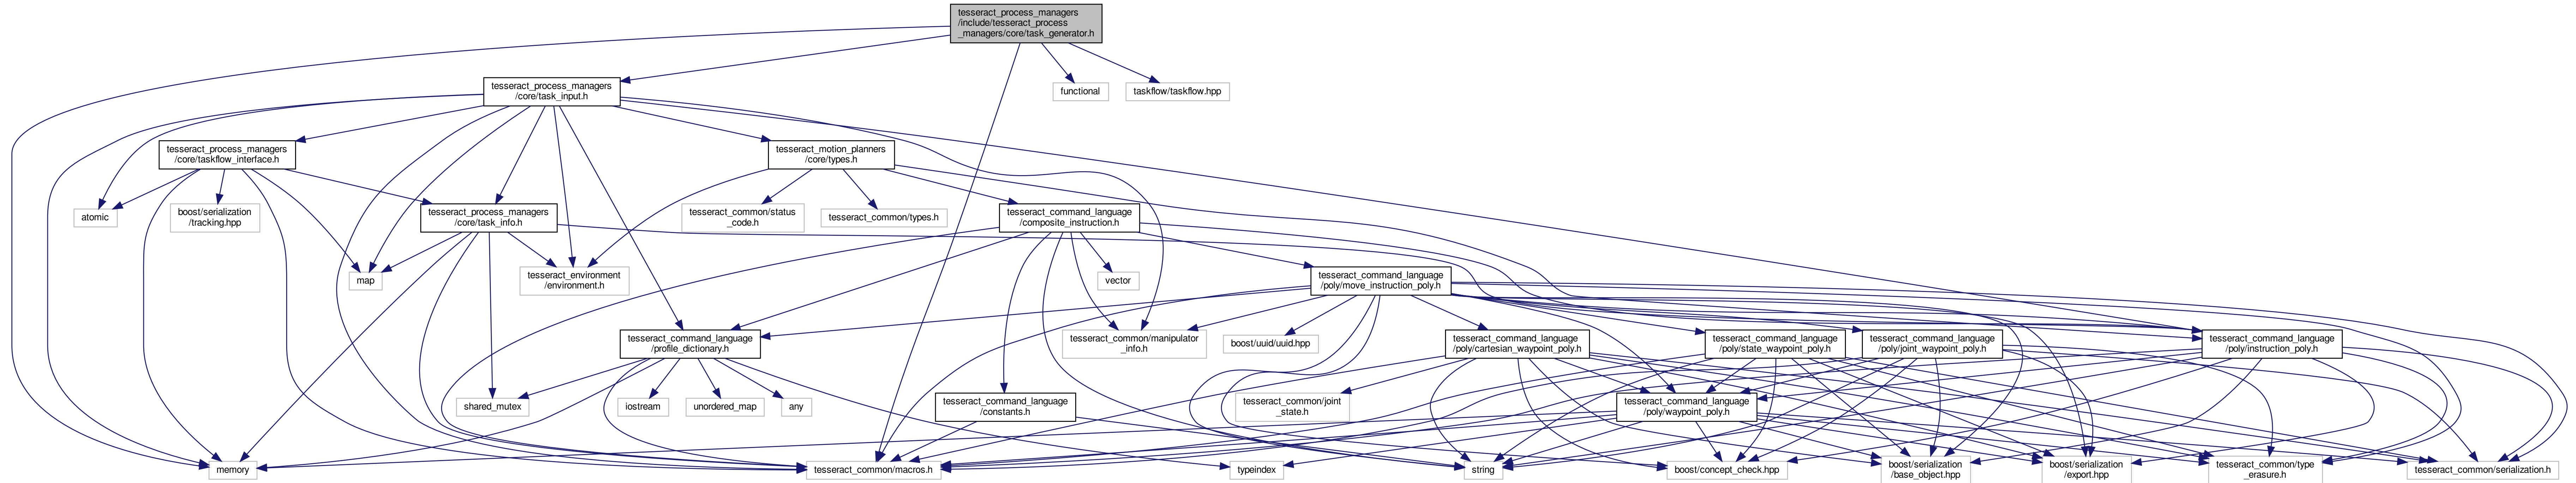 tesseract_process_managers
/include/tesseract_process
_managers/core/task_generator.h
tesseract_process_managers
/core/task_input.h
functional
taskflow/taskflow.hpp
tesseract_process_managers
/core/taskflow_interface.h
tesseract_motion_planners
/core/types.h
atomic
boost/serialization
/tracking.hpp
tesseract_process_managers
/core/task_info.h
tesseract_common/status
_code.h
tesseract_common/types.h
tesseract_command_language
/composite_instruction.h
map
tesseract_environment
/environment.h
vector
tesseract_command_language
/poly/move_instruction_poly.h
tesseract_command_language
/profile_dictionary.h
tesseract_common/manipulator
_info.h
boost/uuid/uuid.hpp
tesseract_command_language
/poly/cartesian_waypoint_poly.h
tesseract_command_language
/poly/state_waypoint_poly.h
tesseract_command_language
/poly/joint_waypoint_poly.h
tesseract_command_language
/poly/instruction_poly.h
shared_mutex
iostream
unordered_map
any
tesseract_command_language
/constants.h
tesseract_common/joint
_state.h
tesseract_command_language
/poly/waypoint_poly.h
memory
tesseract_common/macros.h
typeindex
string
boost/concept_check.hpp
boost/serialization
/base_object.hpp
boost/serialization
/export.hpp
tesseract_common/type
_erasure.h
tesseract_common/serialization.h